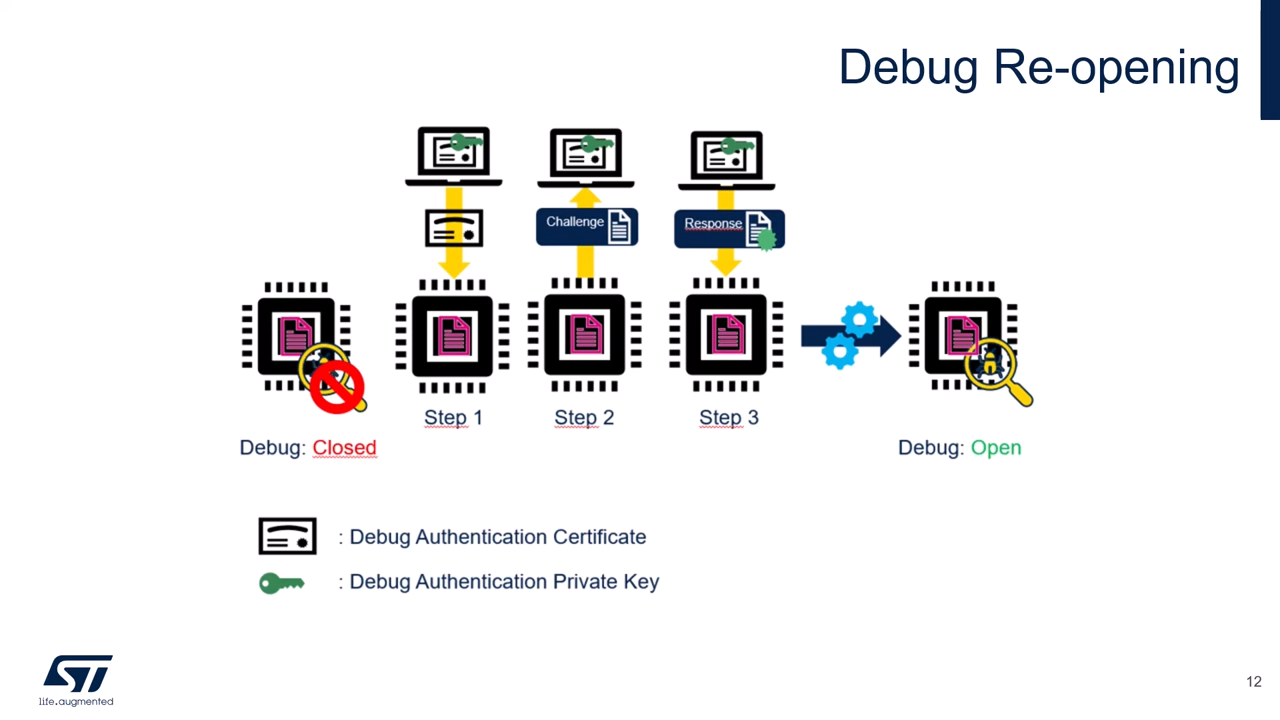 Debug Re-opening
Challenge
Response
Step 1
Step 2
Step 3
Debug: Closed
Debug: Open
: Debug Authentication Certificate
: Debug Authentication Private Key
ST
life.augmented
12